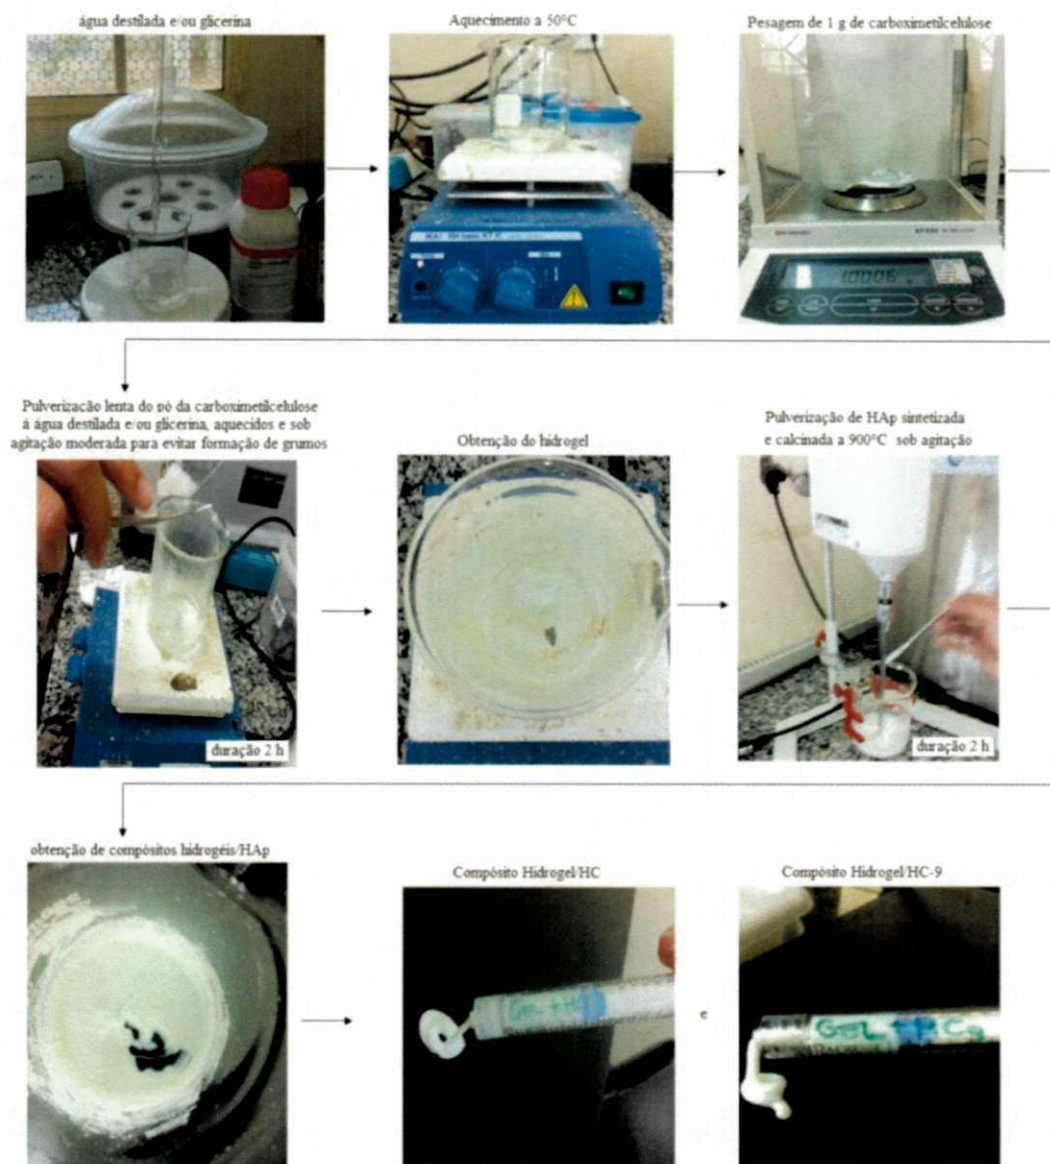 água destilada e/ou glicerina
Aquecimento a 50°C
Pesagem de 1 g de carboximetilcelulose
1.0006
Pulverização lenta do pó da carboximetilcelulose
à água destilada e/ou glicerina, aquecidos e sob
agitação moderada para evitar formação de grumos
Obtenção do hidrogel
Pulverização de HAp sintetizada
e calcinada a 900°C sob agitação
duração 2 h
duração 2 h
obtenção de compósitos hidrogéis/HAp
Compósito Hidrogel/HC
Compósito Hidrogel/HC-9
e